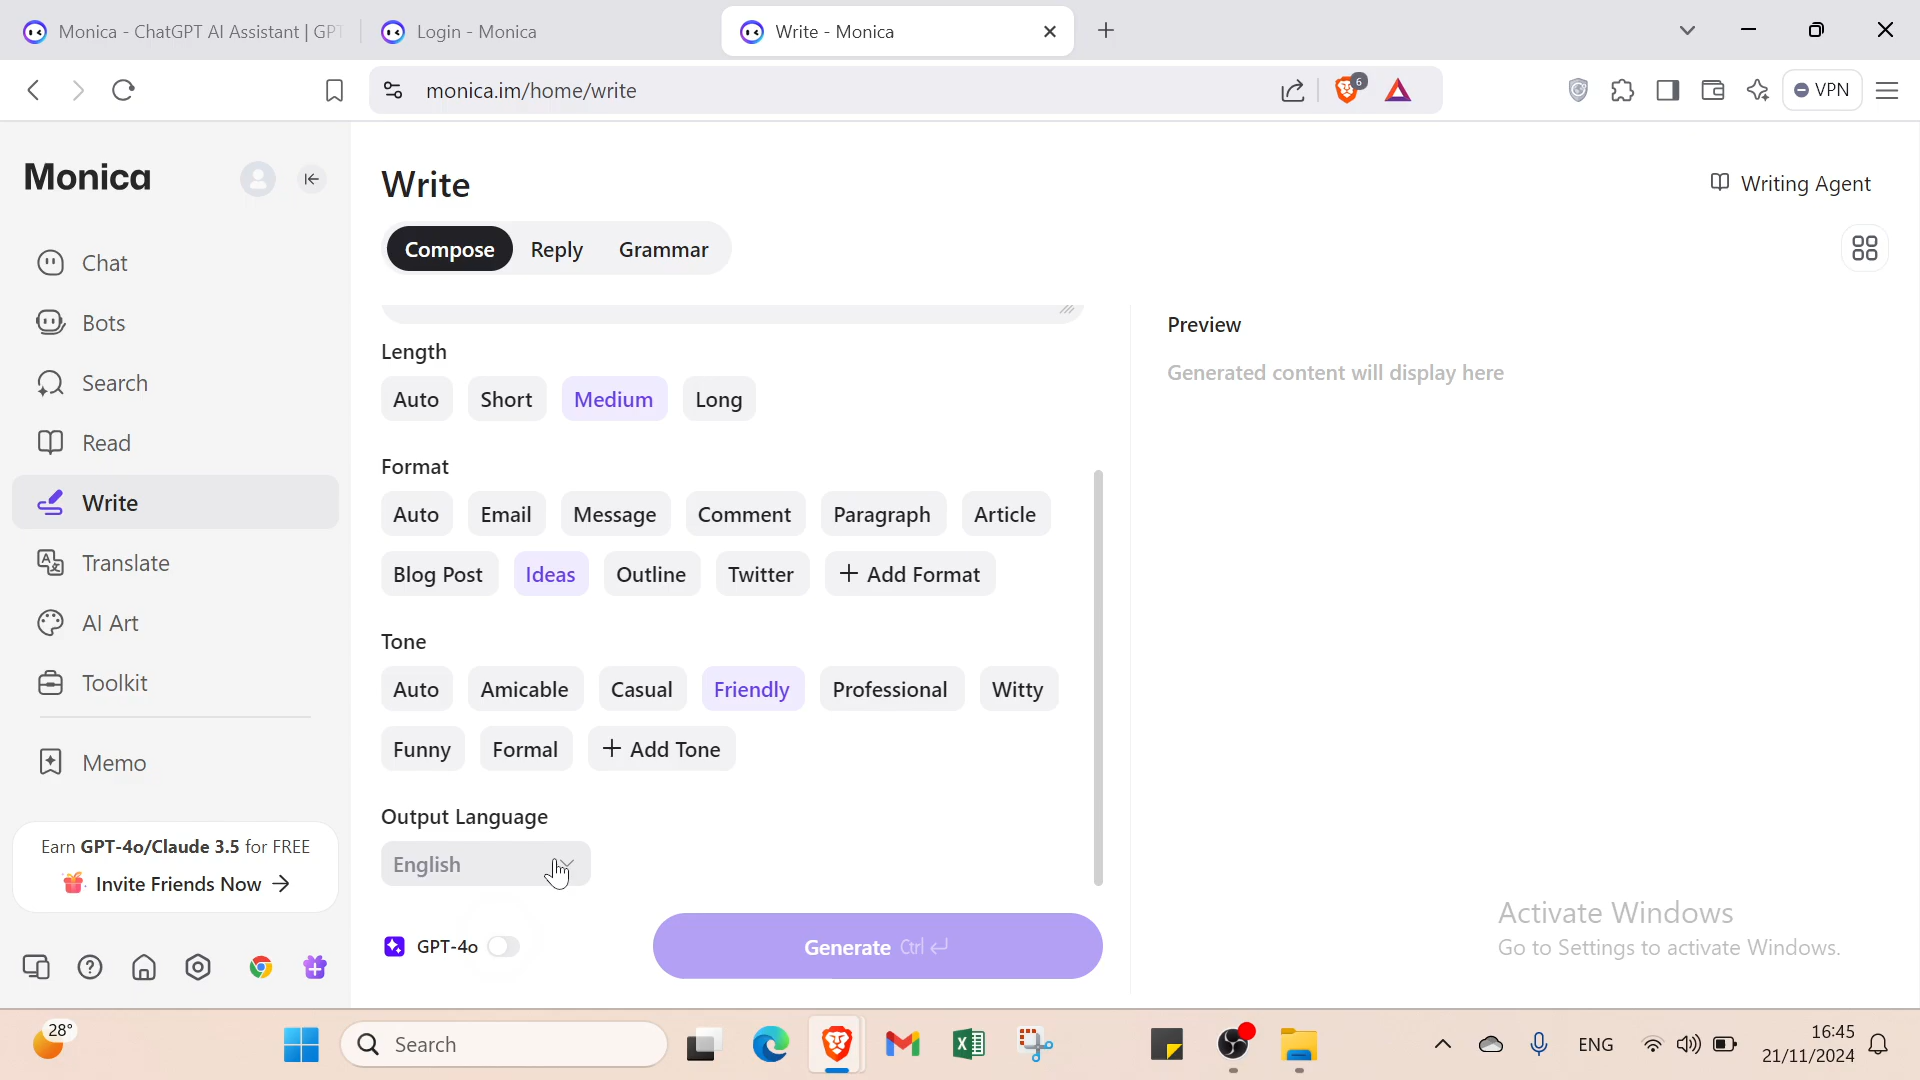 Monica - ChatGPT AI Assistant | GPT
Login - Monica
Write - Monica
monica.im/home/write
6
VPN
Monica
Chat
Bots
Search
Read
Write
Translate
AI Art
Toolkit
Memo
Earn GPT-4o/Claude 3.5 for FREE
Invite Friends Now →
Write
Writing Agent
Compose Reply Grammar
Length
Auto Short Medium Long
Format
Auto Email Message Comment Paragraph Article
Blog Post Ideas Outline Twitter + Add Format
Tone
Auto Amicable Casual Friendly Professional Witty
Funny Formal + Add Tone
Output Language
English
GPT-4o
Generate Ctrl ↵
Preview
Generated content will display here
Activate Windows
Go to Settings to activate Windows.
28°
Search
ENG
16:45
21/11/2024